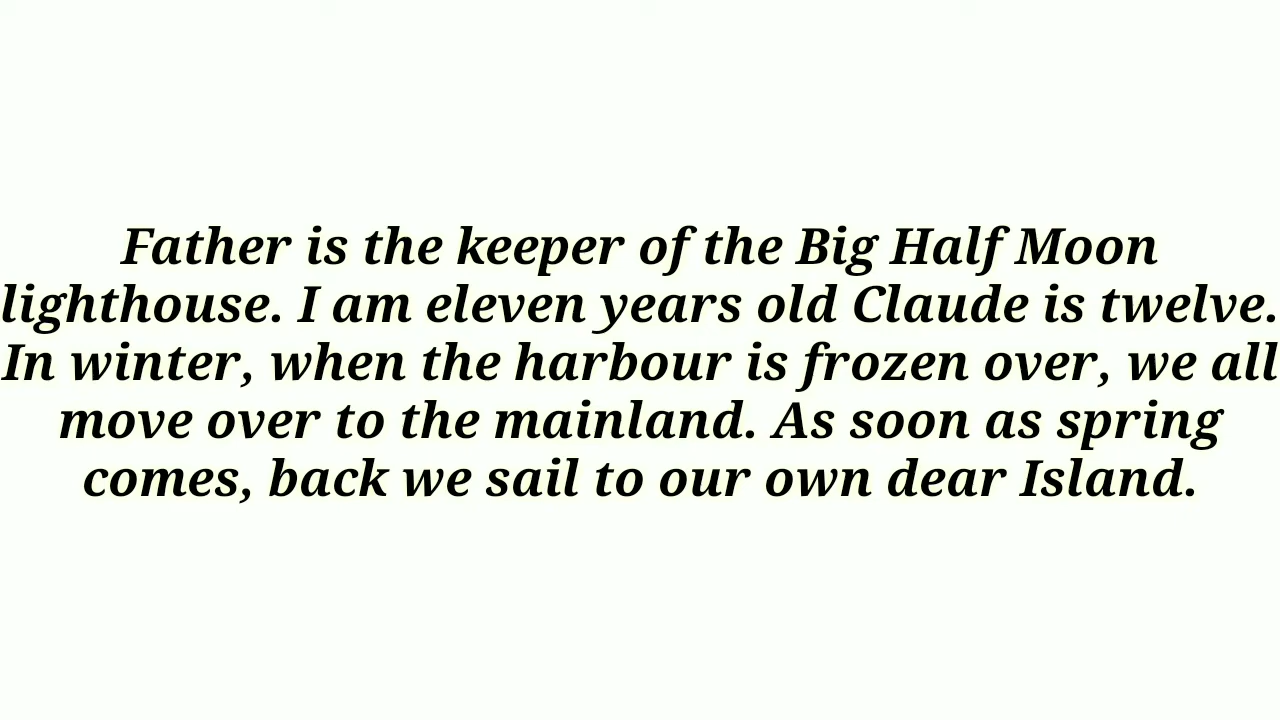 Father is the keeper of the Big Half Moon
lighthouse. I am eleven years old Claude is twelve.
In winter, when the harbour is frozen over, we all
move over to the mainland. As soon as spring
comes, back we sail to our own dear Island.